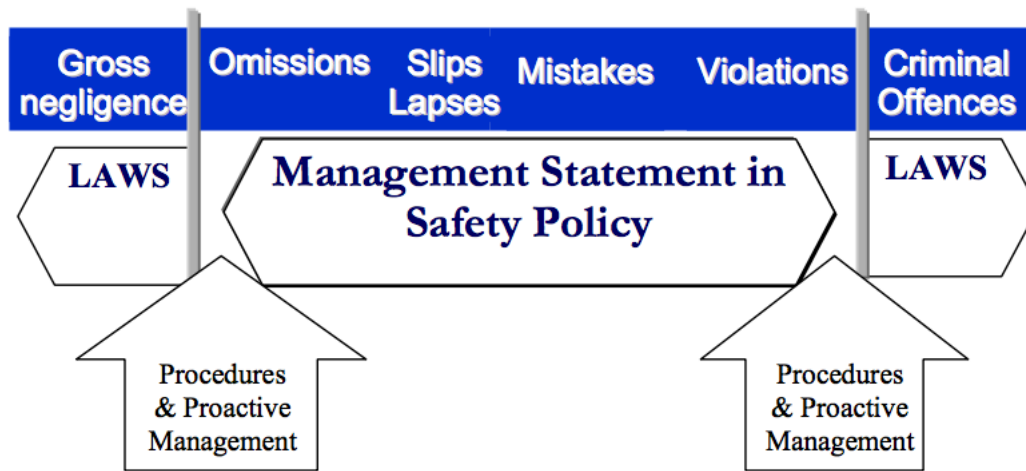 Gross
negligence
Omissions
Slips
Lapses
Mistakes
Violations
Criminal
Offences
LAWS
Management Statement in
Safety Policy
LAWS
Procedures
& Proactive
Management
Procedures
& Proactive
Management